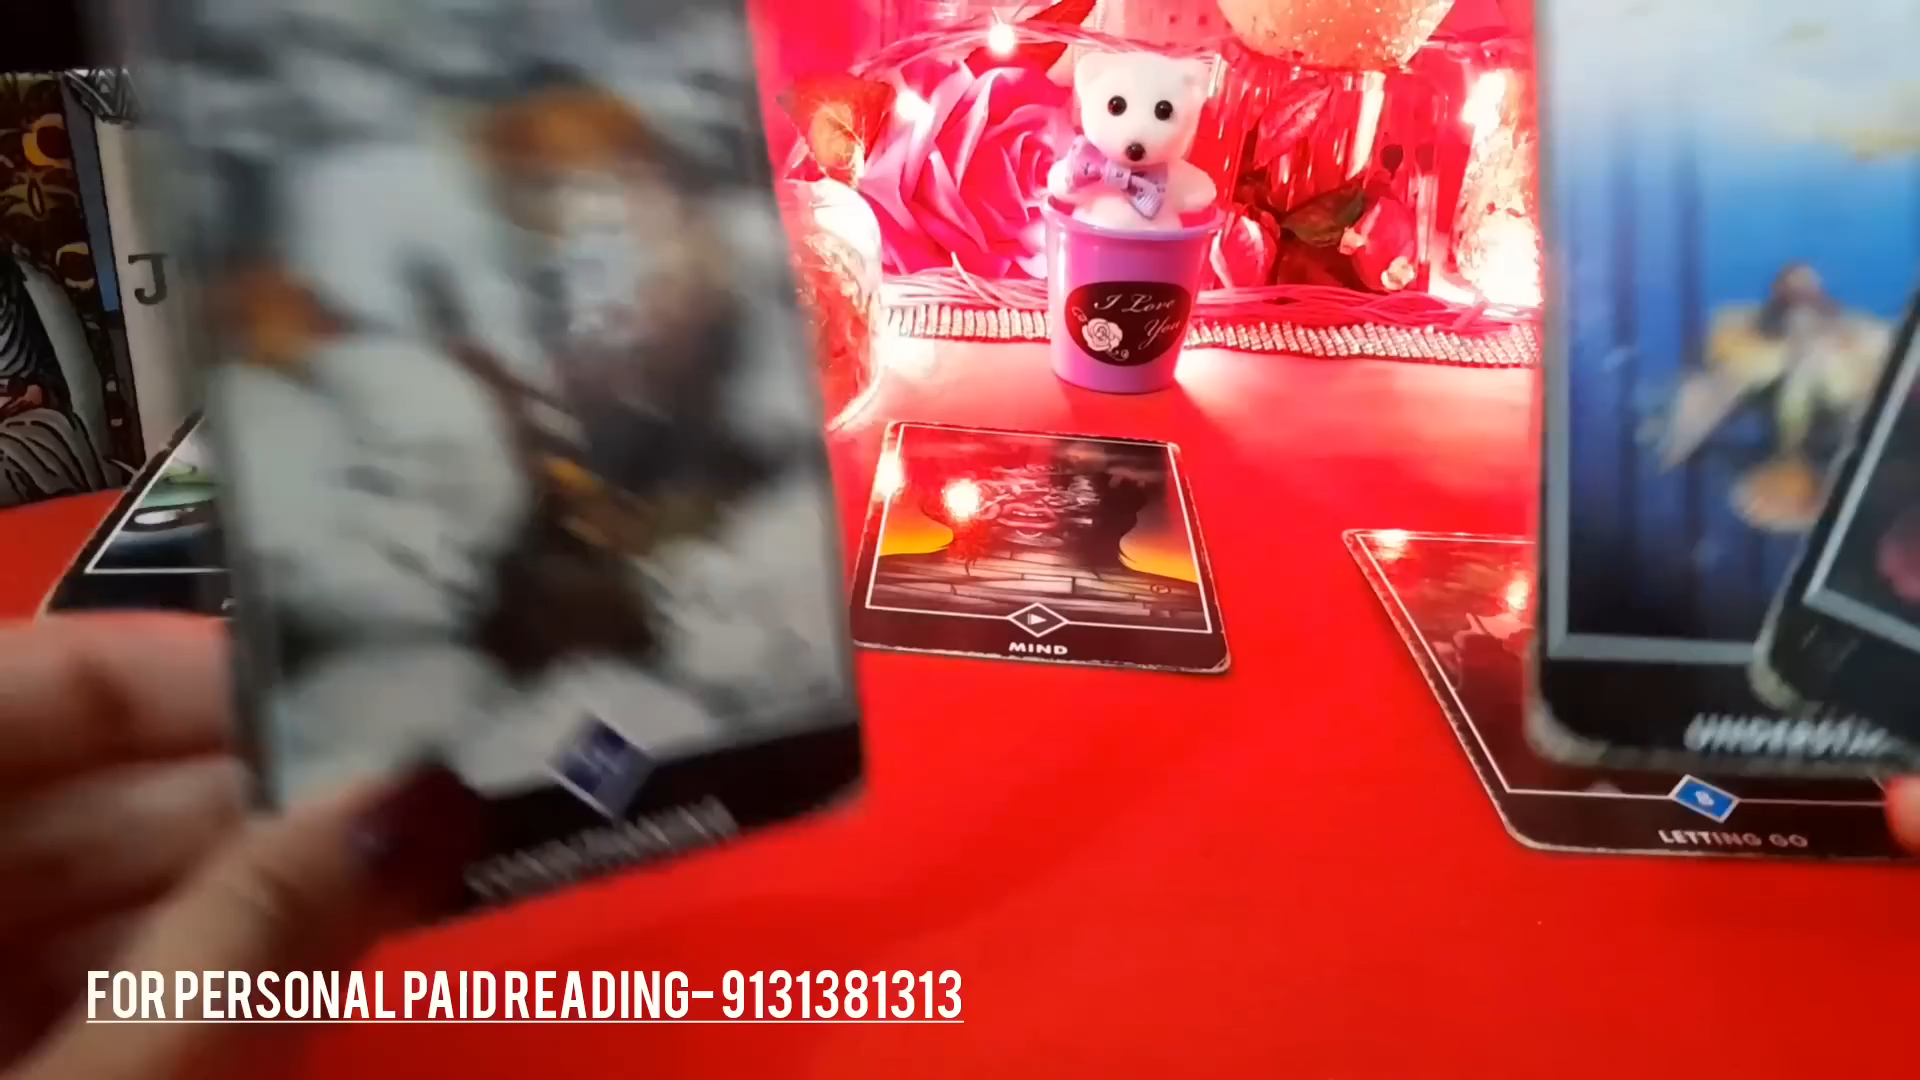 J
I Love
You
MIND
LETTING GO
FOR PERSONAL PAID READING- 9131381313